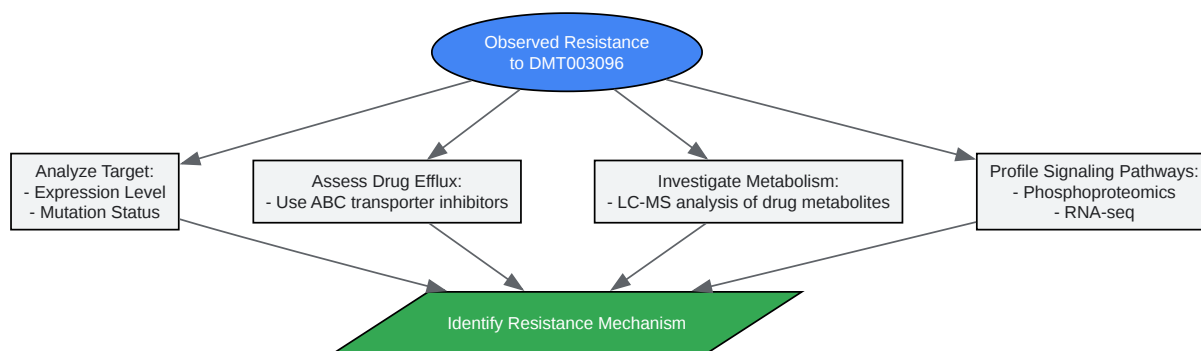 Observed Resistance
to DMT003096
Analyze Target:
- Expression Level
- Mutation Status
Assess Drug Efflux:
- Use ABC transporter inhibitors
Investigate Metabolism:
- LC-MS analysis of drug metabolites
Profile Signaling Pathways:
- Phosphoproteomics
- RNA-seq
Identify Resistance Mechanism